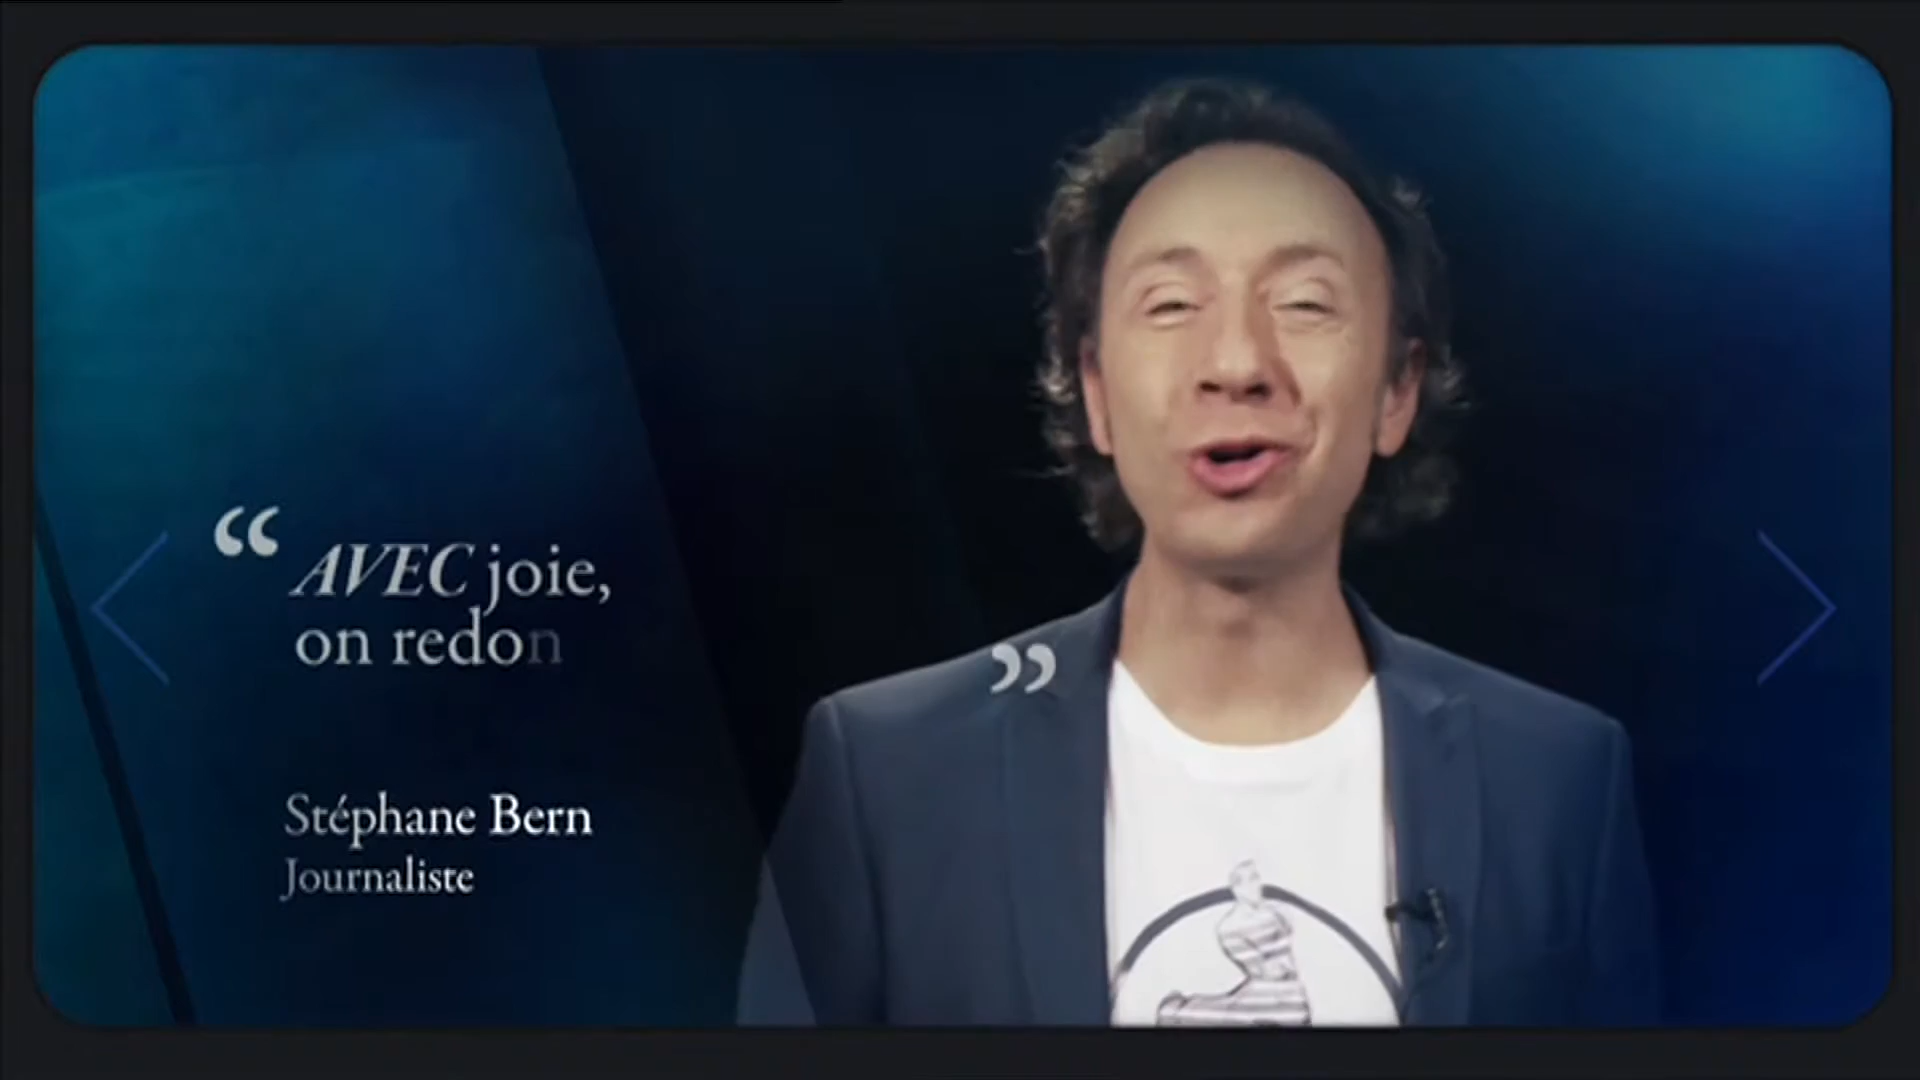 “ AVEC joie,
on redon ”
Stéphane Bern
Journaliste